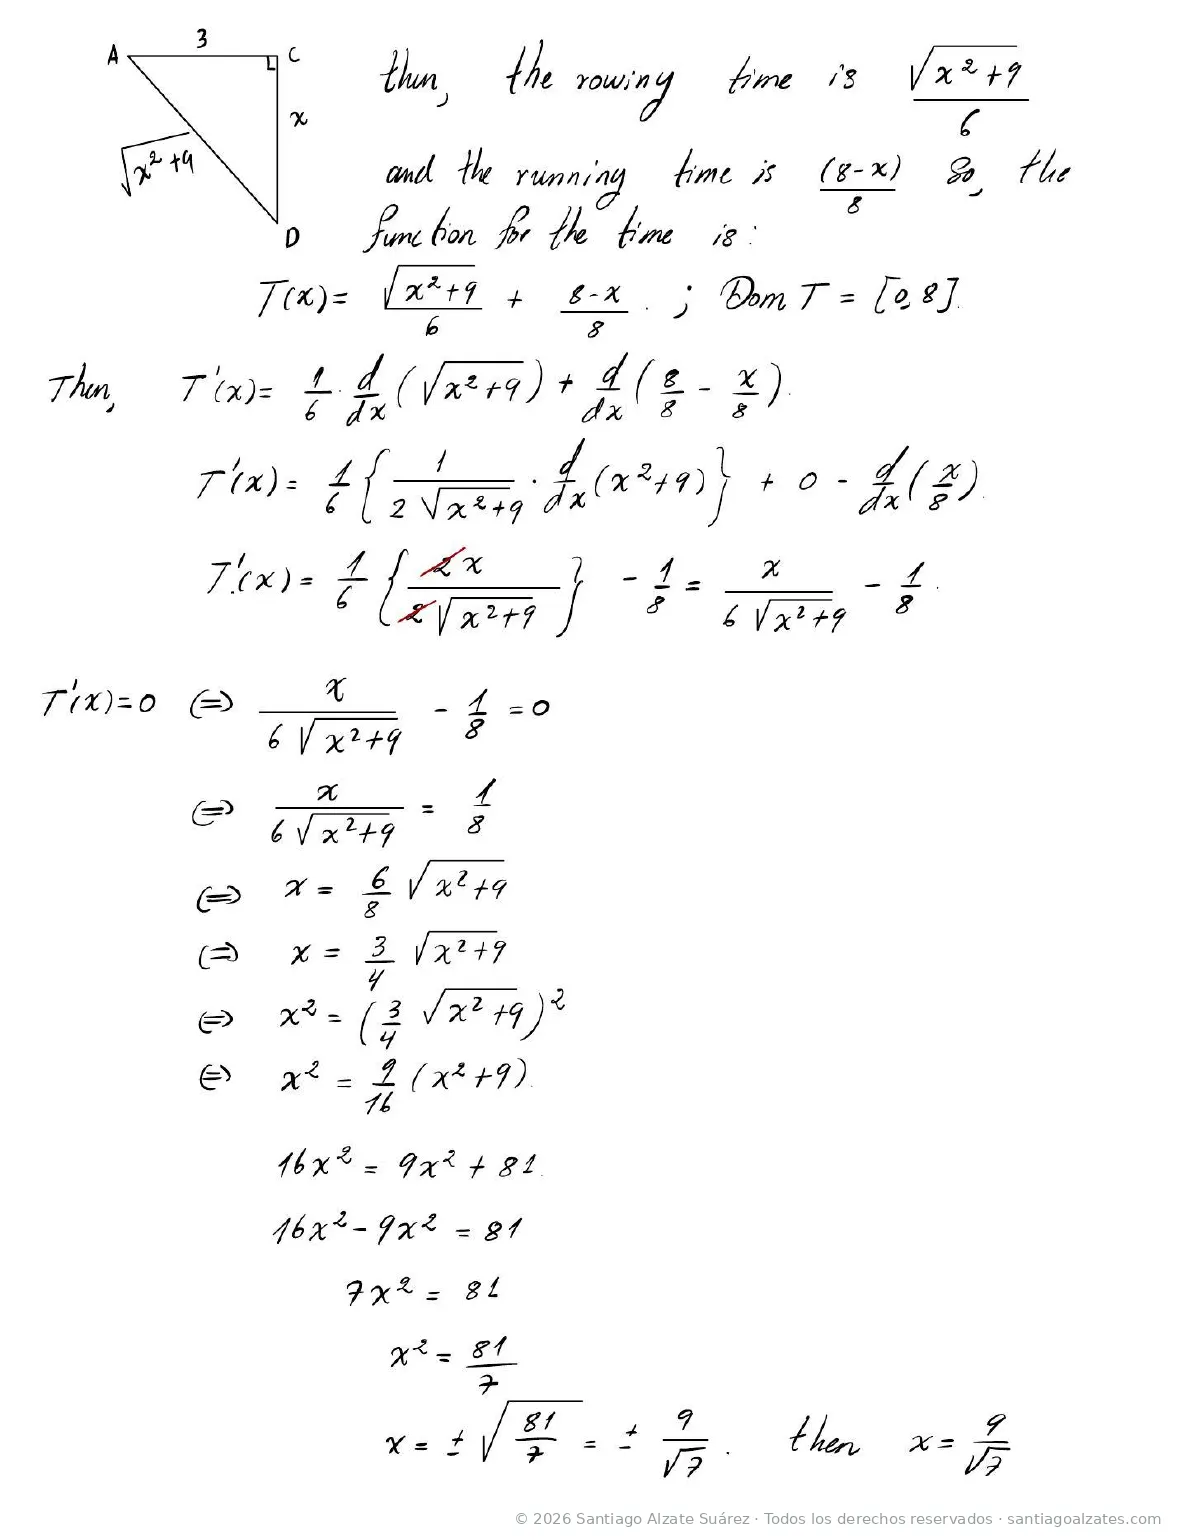 3
A
C
x
√(x² + 9)
D
then, the rowing time is √(x² + 9) / 6
and the running time is (8 - x) / 8 So, the
function for the time is:
T(x) = √(x² + 9) / 6 + (8 - x) / 8 . ; Dom T = [0, 8].
Then, T'(x) = 1/6 · d/dx (√(x² + 9)) + d/dx (8/8 - x/8).
T'(x) = 1/6 { 1 / (2√(x² + 9)) · d/dx (x² + 9) } + 0 - d/dx (x/8).
T'(x) = 1/6 { 2x / (2√(x² + 9)) } - 1/8 = x / (6√(x² + 9)) - 1/8 .
T'(x) = 0 ⇔ x / (6√(x² + 9)) - 1/8 = 0
⇔ x / (6√(x² + 9)) = 1/8
⇔ x = 6/8 √(x² + 9)
⇔ x = 3/4 √(x² + 9)
⇔ x² = (3/4 √(x² + 9))²
⇔ x² = 9/16 (x² + 9).
16x² = 9x² + 81.
16x² - 9x² = 81
7x² = 81
x² = 81/7
x = ± √(81/7) = ± 9/√7 . then x = 9/√7
© 2026 Santiago Alzate Suárez · Todos los derechos reservados · santiagoalzates.com